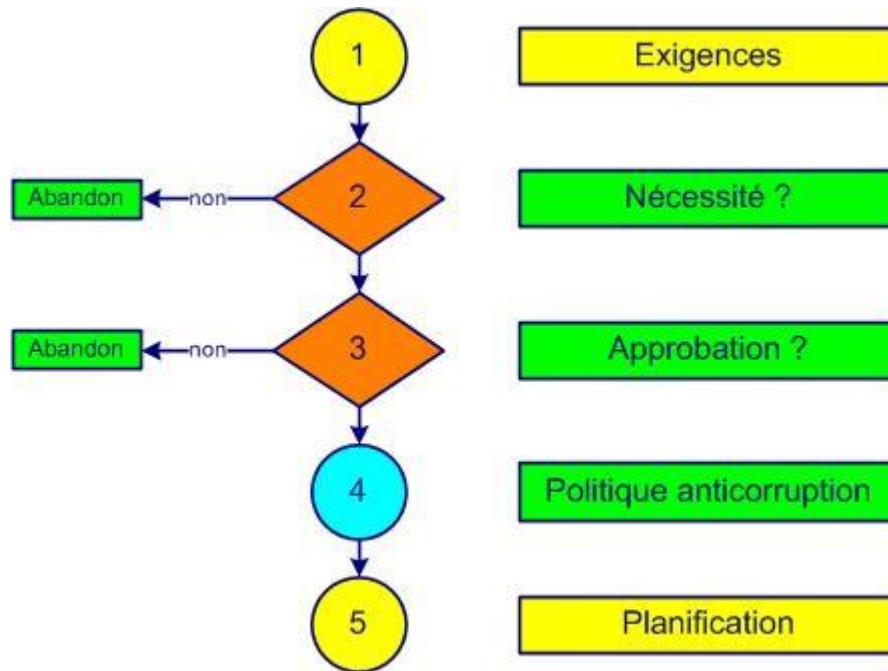 1
Exigences
Abandon
non
2
Nécessité ?
Abandon
non
3
Approbation ?
4
Politique anticorruption
5
Planification